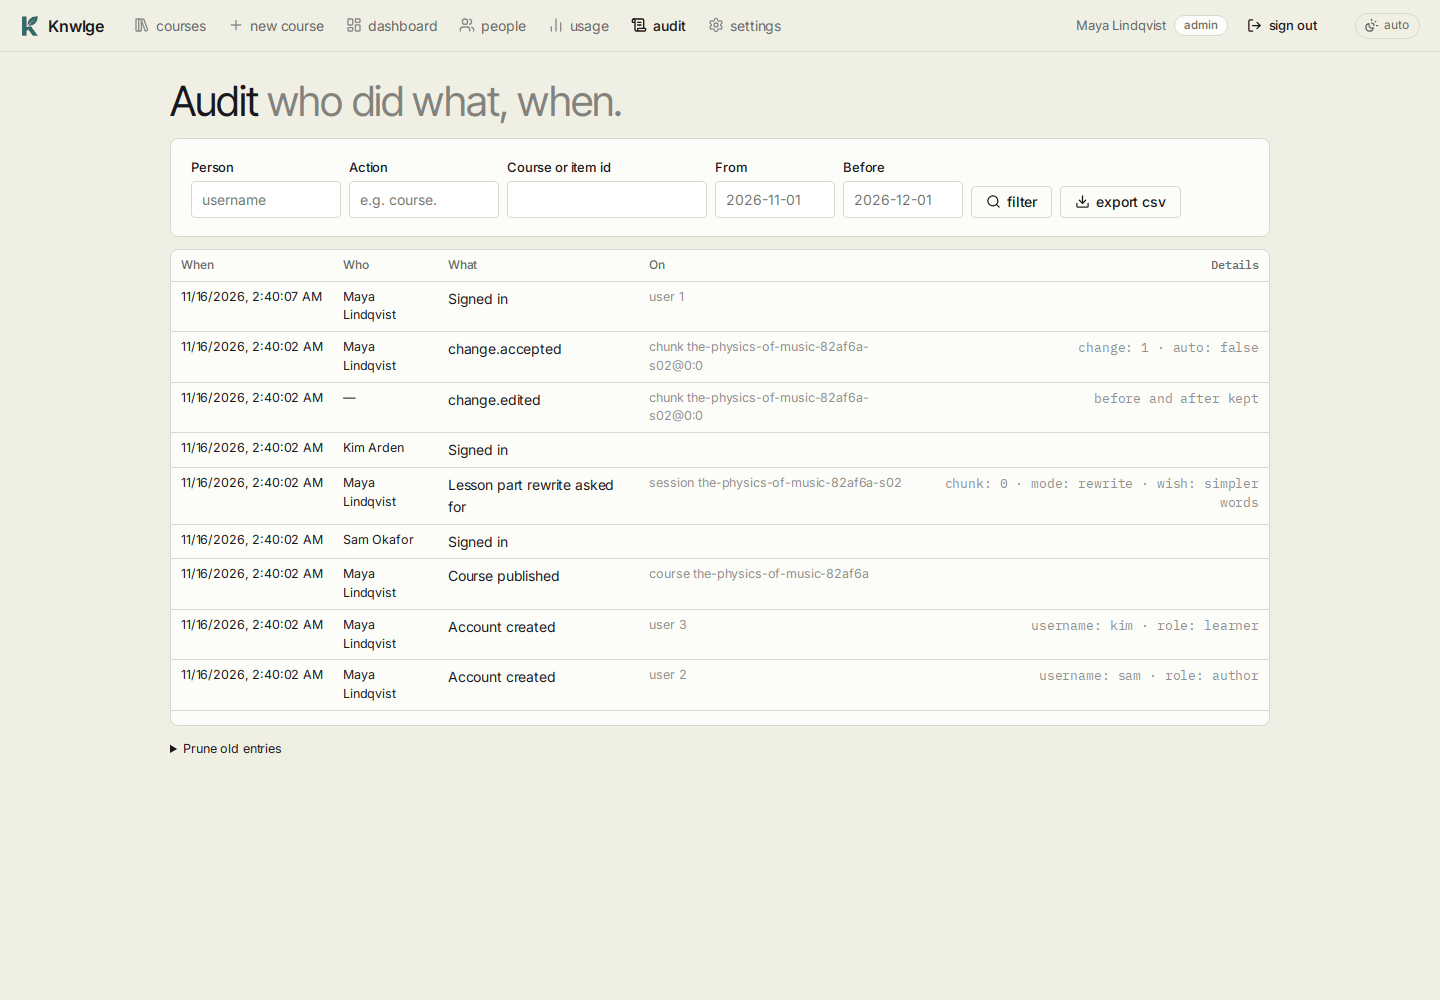 Knwlge courses new course dashboard people usage audit settings Maya Lindqvist admin sign out auto
Audit who did what, when.
Person Action Course or item id From Before
username e.g. course. 2026-11-01 2026-12-01 filter export csv
When Who What On Details
11/16/2026, 2:40:07 AM Maya Lindqvist Signed in user 1
11/16/2026, 2:40:02 AM Maya Lindqvist change.accepted chunk the-physics-of-music-82af6a-s02@0:0 change: 1 · auto: false
11/16/2026, 2:40:02 AM — change.edited chunk the-physics-of-music-82af6a-s02@0:0 before and after kept
11/16/2026, 2:40:02 AM Kim Arden Signed in
11/16/2026, 2:40:02 AM Maya Lindqvist Lesson part rewrite asked for session the-physics-of-music-82af6a-s02 chunk: 0 · mode: rewrite · wish: simpler words
11/16/2026, 2:40:02 AM Sam Okafor Signed in
11/16/2026, 2:40:02 AM Maya Lindqvist Course published course the-physics-of-music-82af6a
11/16/2026, 2:40:02 AM Maya Lindqvist Account created user 3 username: kim · role: learner
11/16/2026, 2:40:02 AM Maya Lindqvist Account created user 2 username: sam · role: author
Prune old entries